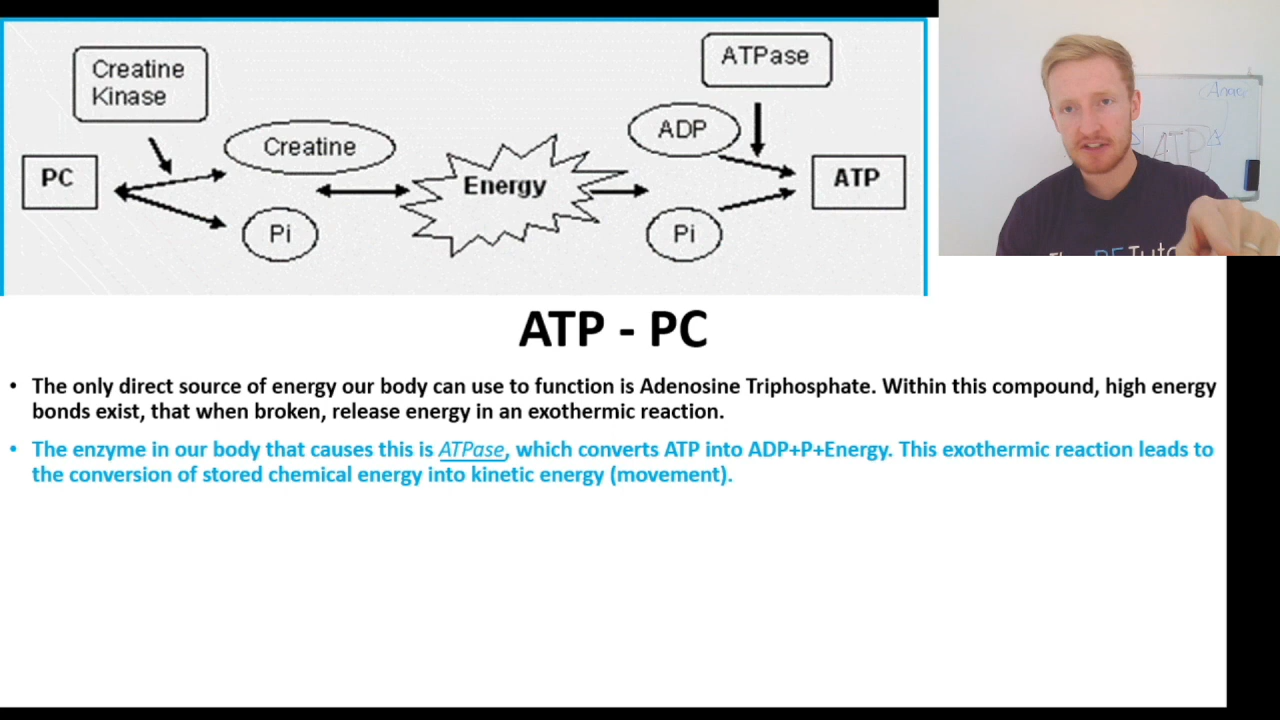 Creatine
Kinase
ATPase
ADP
Creatine
PC
Energy
ATP
Pi
Pi
ATP
ATP - PC
• The only direct source of energy our body can use to function is Adenosine Triphosphate. Within this compound, high energy
bonds exist, that when broken, release energy in an exothermic reaction.
• The enzyme in our body that causes this is ATPase, which converts ATP into ADP+P+Energy. This exothermic reaction leads to
the conversion of stored chemical energy into kinetic energy (movement).